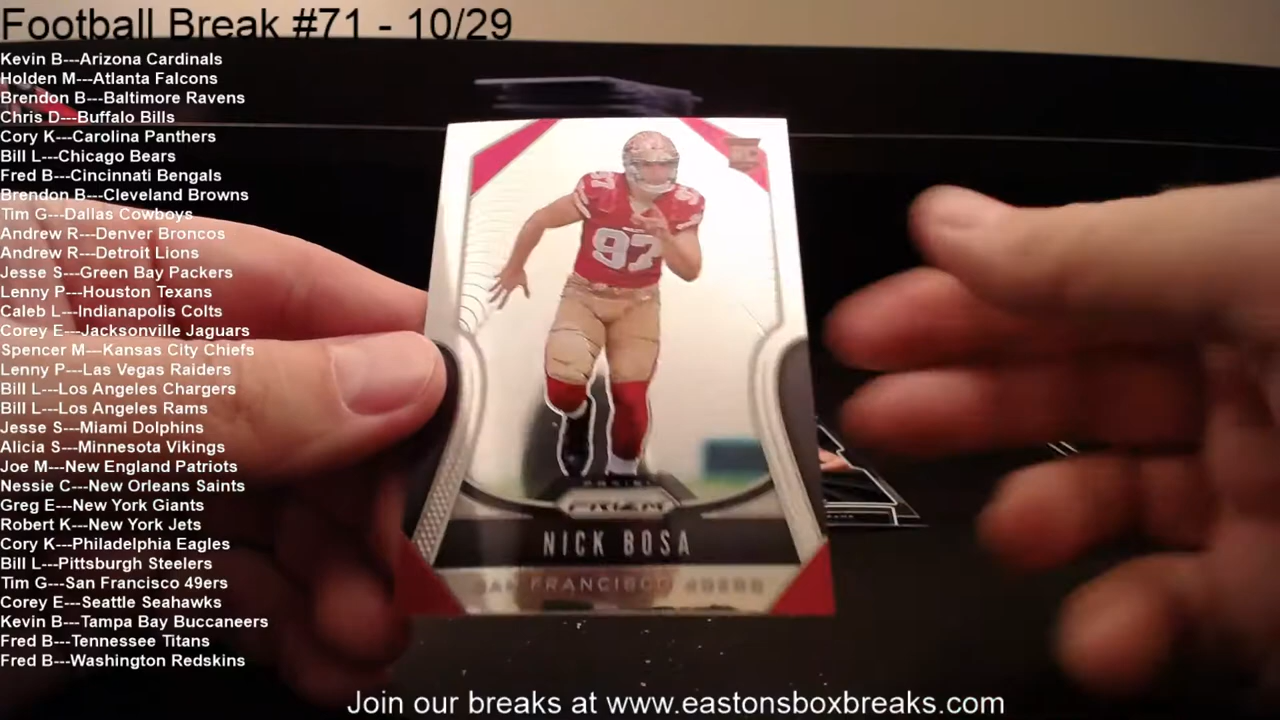 Football Break #71 - 10/29
Kevin B---Arizona Cardinals
Holden M---Atlanta Falcons
Brendon B---Baltimore Ravens
Chris D---Buffalo Bills
Cory K---Carolina Panthers
Bill L---Chicago Bears
Fred B---Cincinnati Bengals
Brendon B---Cleveland Browns
Tim G---Dallas Cowboys
Andrew R---Denver Broncos
Andrew R---Detroit Lions
Jesse S---Green Bay Packers
Lenny P---Houston Texans
Caleb L---Indianapolis Colts
Corey E---Jacksonville Jaguars
Spencer M---Kansas City Chiefs
Lenny P---Las Vegas Raiders
Bill L---Los Angeles Chargers
Bill L---Los Angeles Rams
Jesse S---Miami Dolphins
Alicia S---Minnesota Vikings
Joe M---New England Patriots
Nessie C---New Orleans Saints
Greg E---New York Giants
Robert K---New York Jets
Cory K---Philadelphia Eagles
Bill L---Pittsburgh Steelers
Tim G---San Francisco 49ers
Corey E---Seattle Seahawks
Kevin B---Tampa Bay Buccaneers
Fred B---Tennessee Titans
Fred B---Washington Redskins
RC
97
97
97
PANINI
PRIZM
NICK BOSA
SAN FRANCISCO 49ERS
Join our breaks at www.eastonsboxbreaks.com